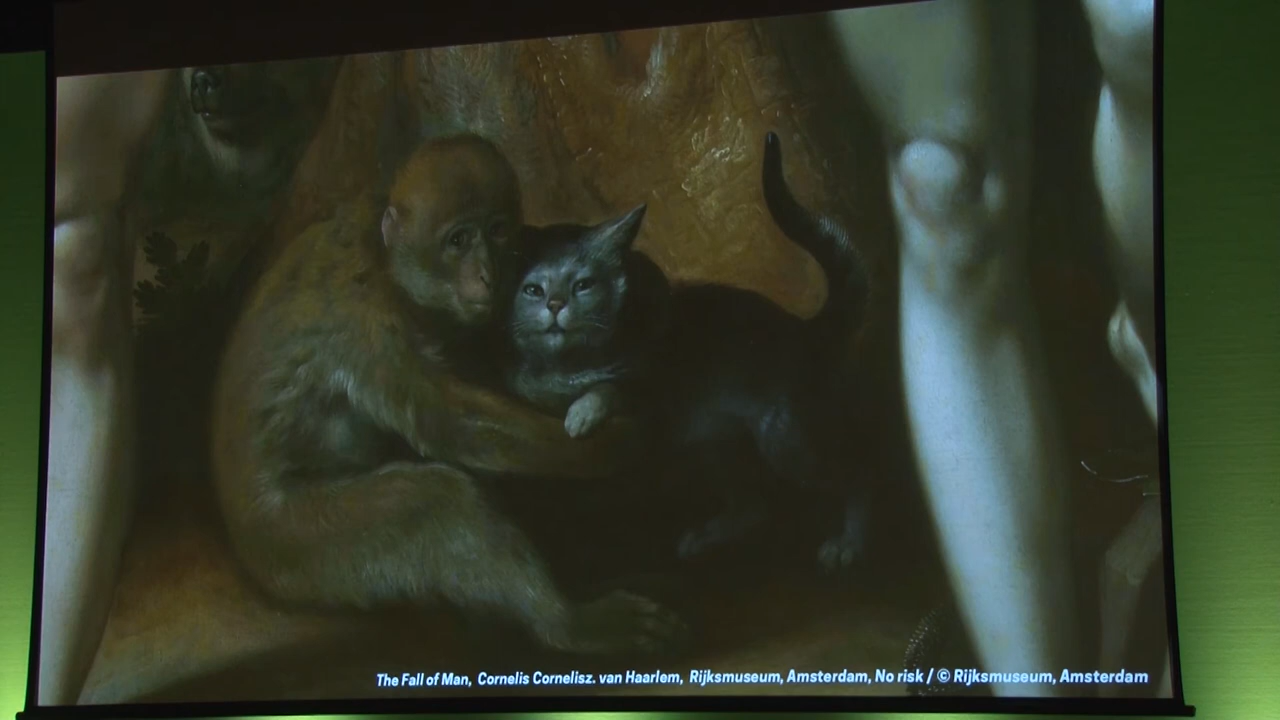 The Fall of Man, Cornelis Cornelisz. van Haarlem, Rijksmuseum, Amsterdam, No risk / © Rijksmuseum, Amsterdam